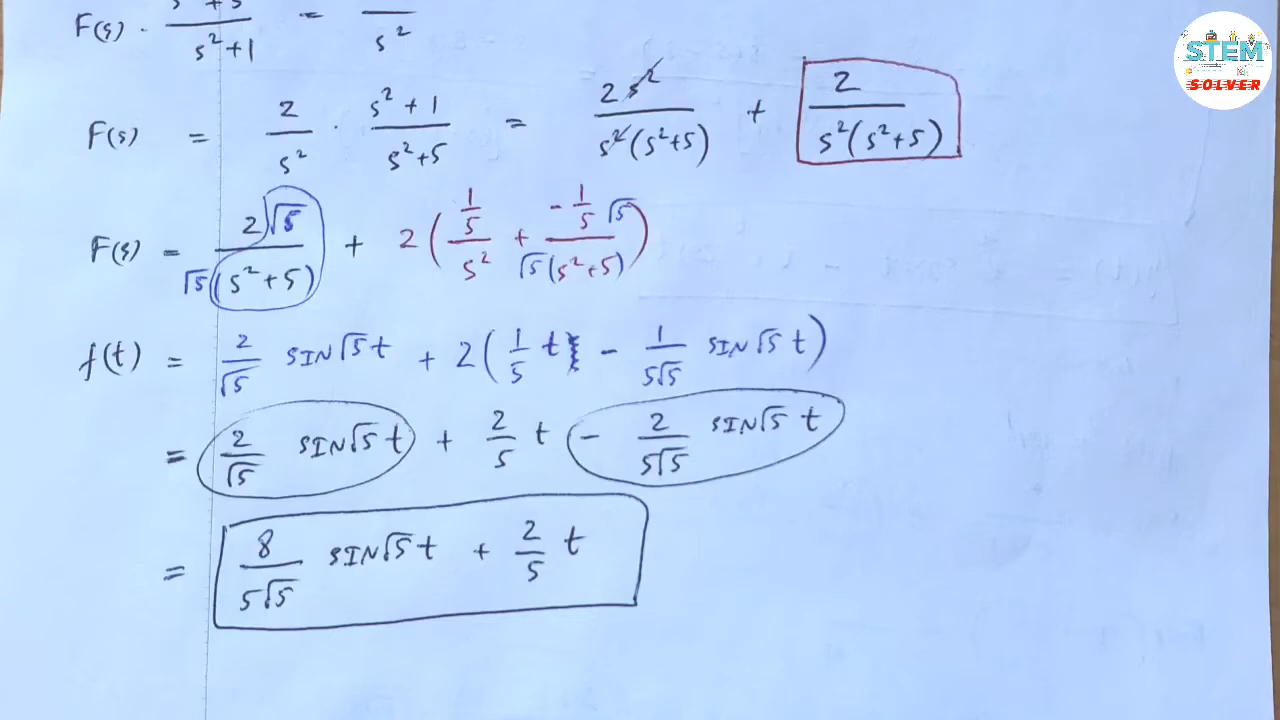 F(s) · s²+5 / s²+1 = / s²
STEM
SOLVER
F(s) = 2/s² · (s²+1)/(s²+5) = 2s²/(s²(s²+5)) + 2/(s²(s²+5))
F(s) = 2√5/(√5(s²+5)) + 2((1/5)/s² + (-1/5 √5)/(√5(s²+5)))
f(t) = 2/√5 SIN√5 t + 2(1/5 t - 1/(5√5) SIN√5 t)
= 2/√5 SIN√5 t + 2/5 t - 2/(5√5) SIN√5 t
= 8/(5√5) SIN√5 t + 2/5 t